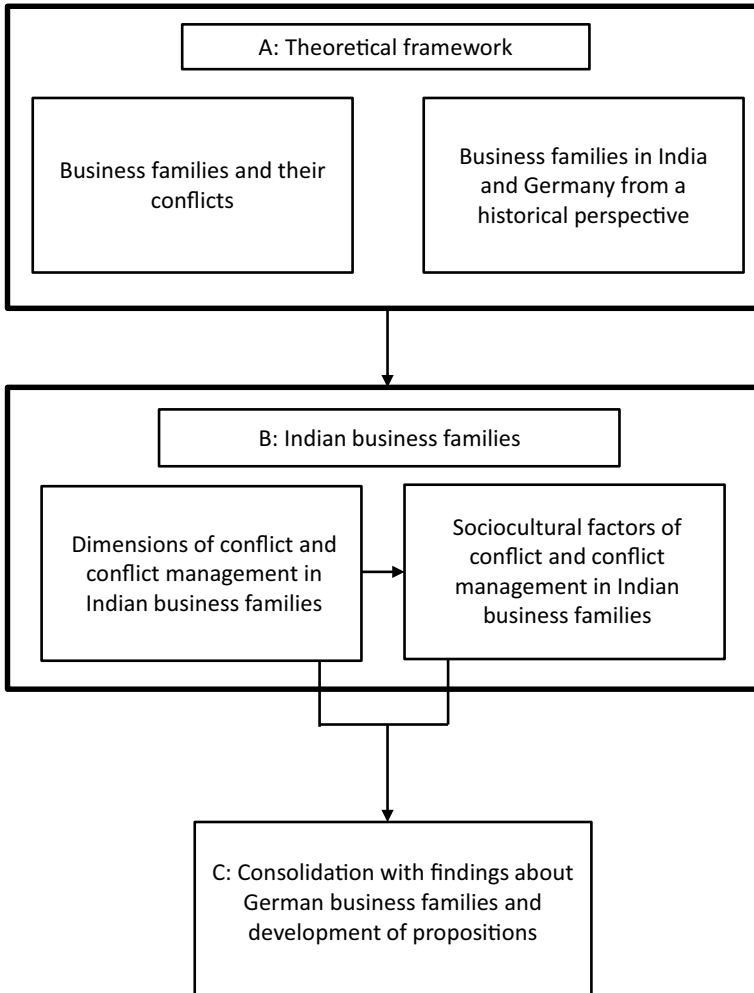 A: Theoretical framework
Business families and their
conflicts
Business families in India
and Germany from a
historical perspective
B: Indian business families
Dimensions of conflict and
conflict management in
Indian business families
Sociocultural factors of
conflict and conflict
management in Indian
business families
C: Consolidation with findings about
German business families and
development of propositions